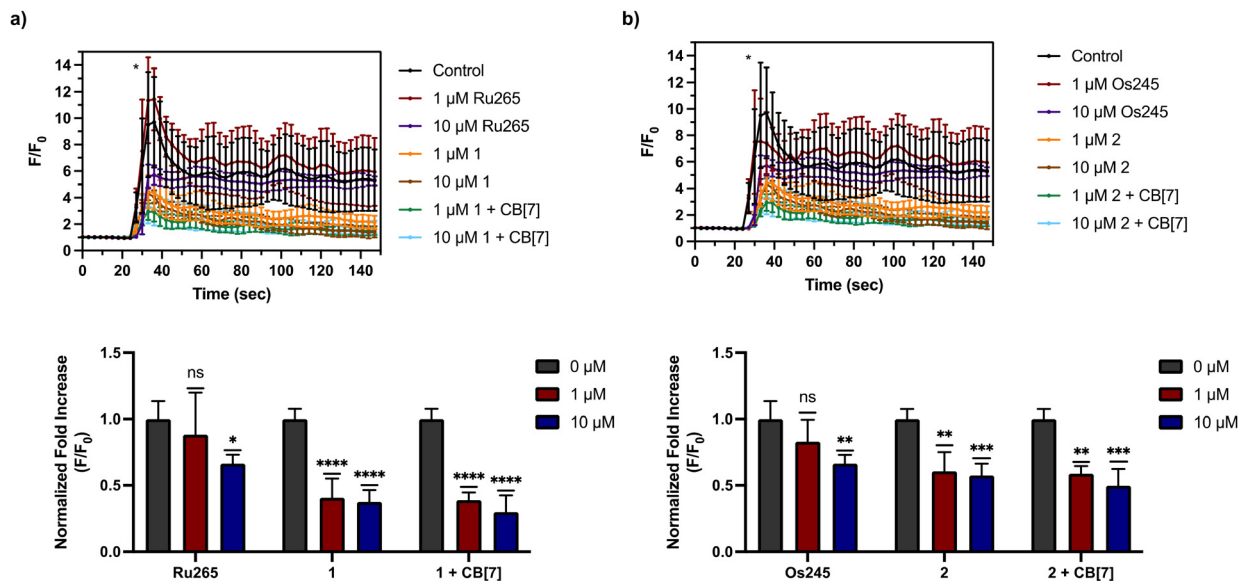 a)
14
12
10
8
6
4
2
0
F/F0
*
0 20 40 60 80 100 120 140
Time (sec)
Control
1 µM Ru265
10 µM Ru265
1 µM 1
10 µM 1
1 µM 1 + CB[7]
10 µM 1 + CB[7]
b)
14
12
10
8
6
4
2
0
F/F0
*
0 20 40 60 80 100 120 140
Time (sec)
Control
1 µM Os245
10 µM Os245
1 µM 2
10 µM 2
1 µM 2 + CB[7]
10 µM 2 + CB[7]
Normalized Fold Increase
(F/F0)
1.5
1.0
0.5
0.0
ns
*
****
****
****
****
Ru265 1 1 + CB[7]
0 µM
1 µM
10 µM
Normalized Fold Increase
(F/F0)
1.5
1.0
0.5
0.0
ns
**
**
***
**
***
Os245 2 2 + CB[7]
0 µM
1 µM
10 µM